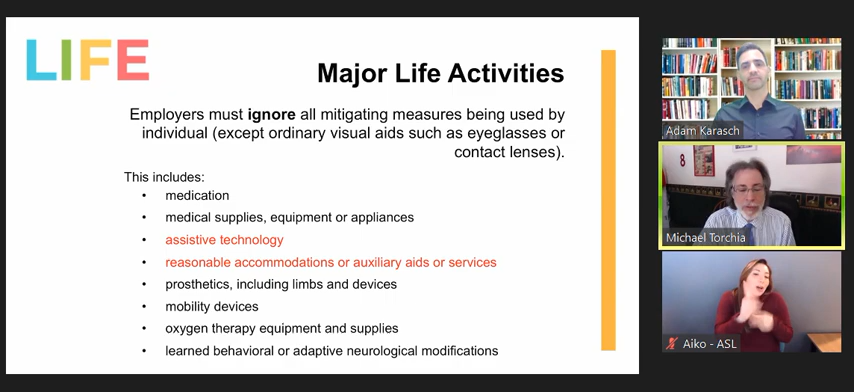 LIFE
Major Life Activities
Employers must ignore all mitigating measures being used by
individual (except ordinary visual aids such as eyeglasses or
contact lenses).
This includes:
• medication
• medical supplies, equipment or appliances
• assistive technology
• reasonable accommodations or auxiliary aids or services
• prosthetics, including limbs and devices
• mobility devices
• oxygen therapy equipment and supplies
• learned behavioral or adaptive neurological modifications
Adam Karasch
8
Michael Torchia
Aiko - ASL